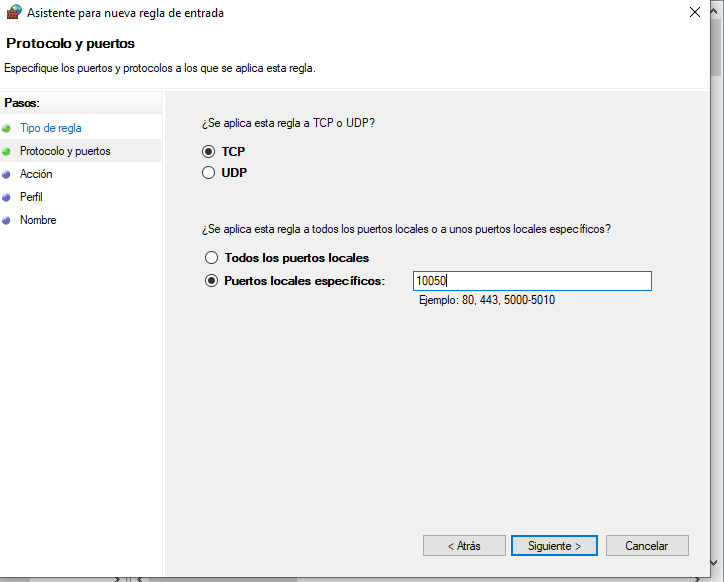 Asistente para nueva regla de entrada
Protocolo y puertos
Especifique los puertos y protocolos a los que se aplica esta regla.
Pasos:
Tipo de regla
Protocolo y puertos
Acción
Perfil
Nombre
¿Se aplica esta regla a TCP o UDP?
TCP
UDP
¿Se aplica esta regla a todos los puertos locales o a unos puertos locales específicos?
Todos los puertos locales
Puertos locales específicos:
10050
Ejemplo: 80, 443, 5000-5010
< Atrás
Siguiente >
Cancelar